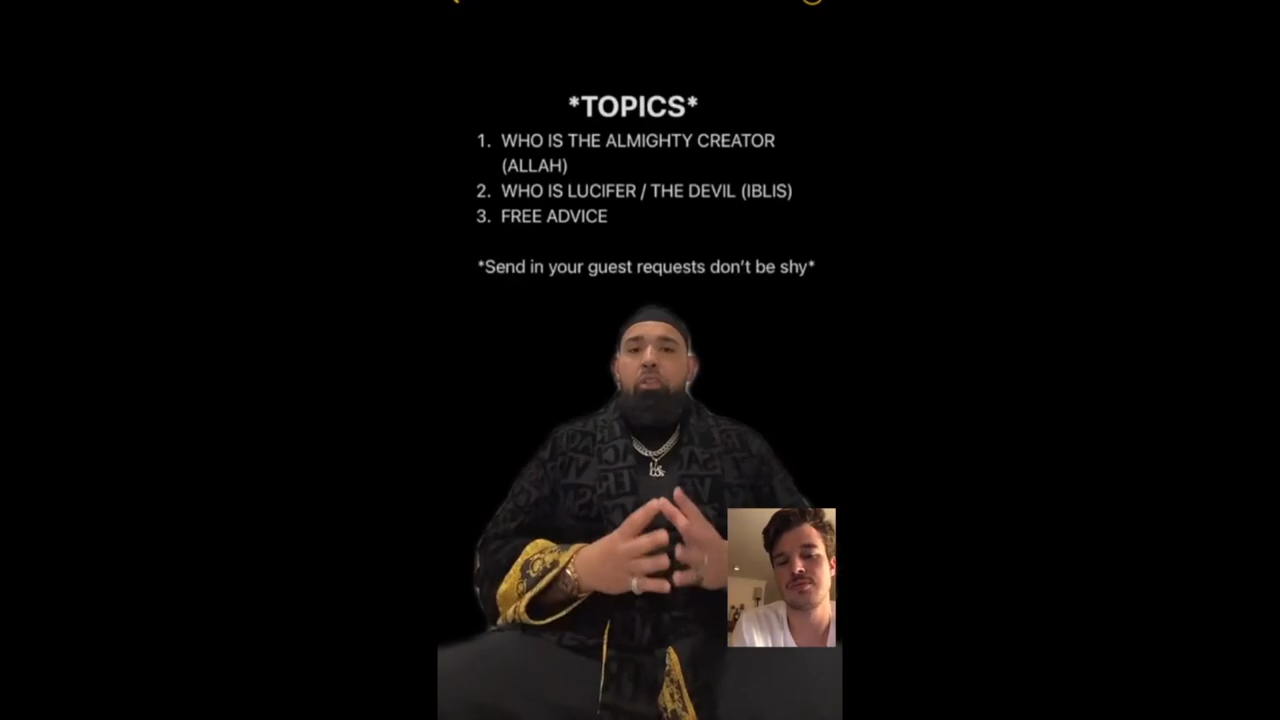 *TOPICS*
1. WHO IS THE ALMIGHTY CREATOR
(ALLAH)
2. WHO IS LUCIFER / THE DEVIL (IBLIS)
3. FREE ADVICE
*Send in your guest requests don't be shy*